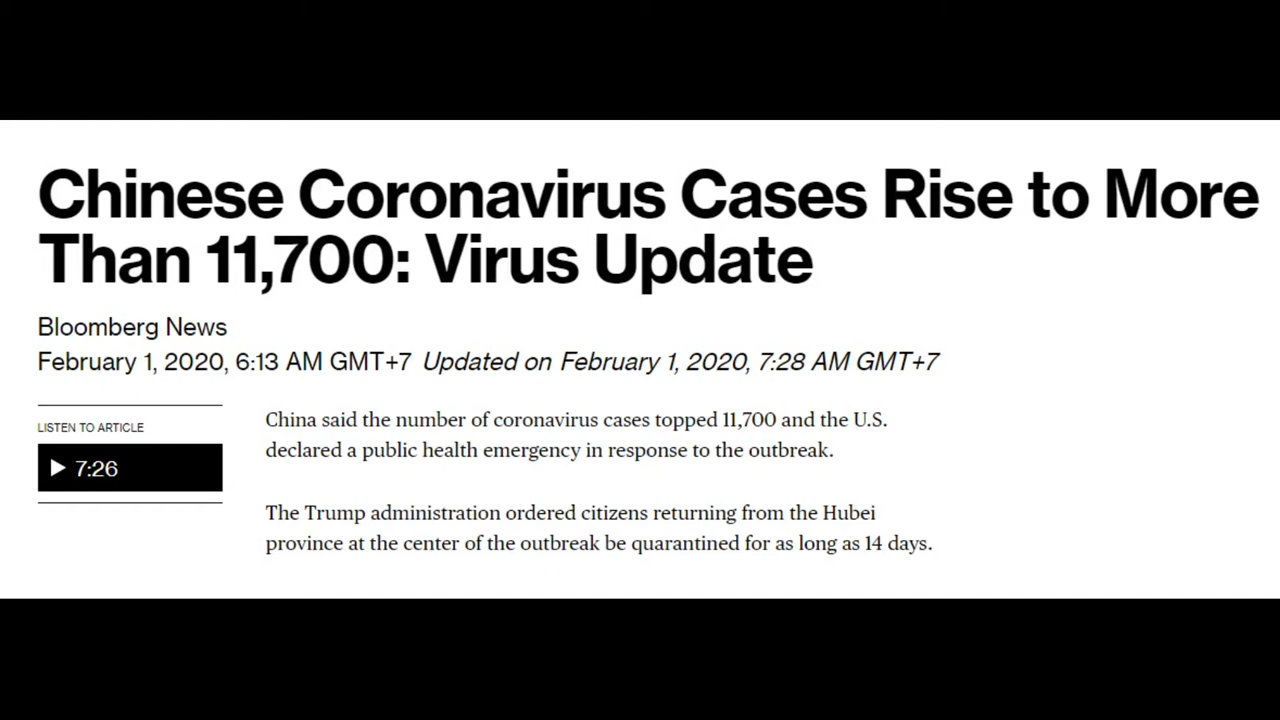 Chinese Coronavirus Cases Rise to More
Than 11,700: Virus Update
Bloomberg News
February 1, 2020, 6:13 AM GMT+7 Updated on February 1, 2020, 7:28 AM GMT+7
LISTEN TO ARTICLE
7:26
China said the number of coronavirus cases topped 11,700 and the U.S.
declared a public health emergency in response to the outbreak.
The Trump administration ordered citizens returning from the Hubei
province at the center of the outbreak be quarantined for as long as 14 days.